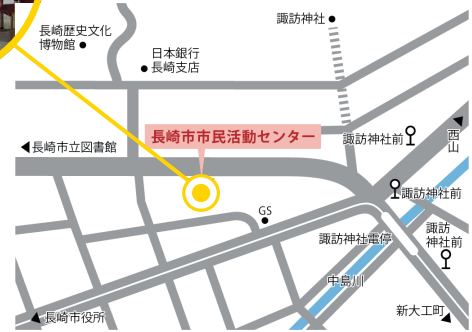 諏訪神社
長崎歴史文化
博物館
日本銀行
長崎支店
長崎市市民活動センター
諏訪神社前
西山
長崎市立図書館
諏訪神社前
GS
諏訪神社電停
諏訪
神社前
中島川
長崎市役所
新大工町